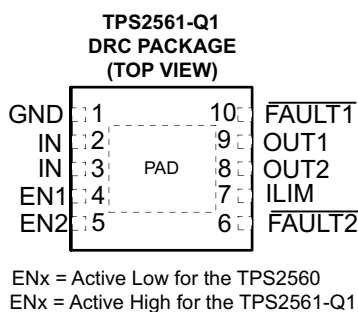 TPS2561-Q1
DRC PACKAGE
(TOP VIEW)
GND 1 10 FAULT1
IN 2 9 OUT1
IN 3 PAD 8 OUT2
EN1 4 7 ILIM
EN2 5 6 FAULT2
ENx = Active Low for the TPS2560
ENx = Active High for the TPS2561-Q1